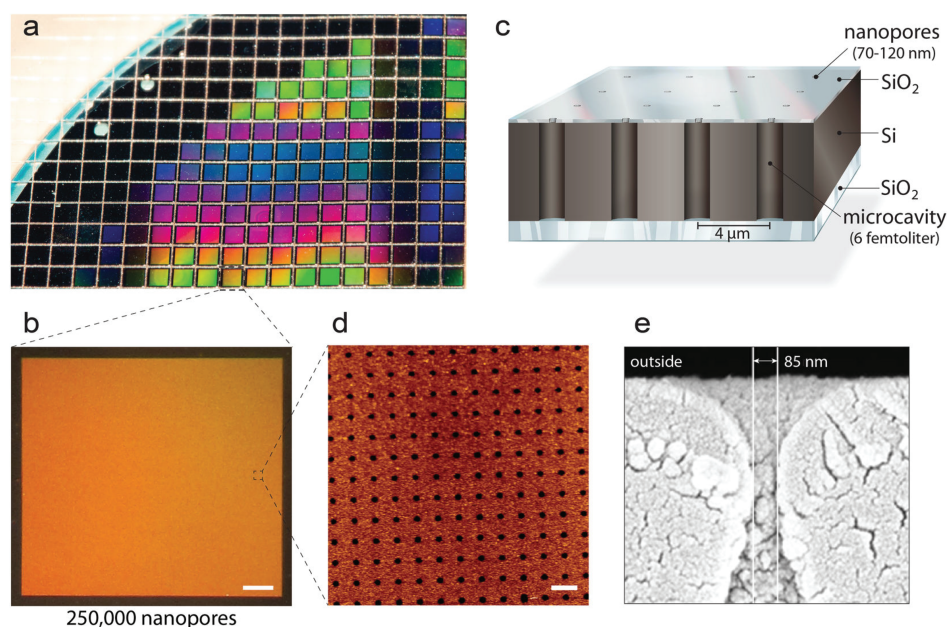 a
c
nanopores
(70-120 nm)
SiO₂
Si
SiO₂
microcavity
(6 femtoliter)
4 µm
b
d
e
outside
85 nm
250,000 nanopores